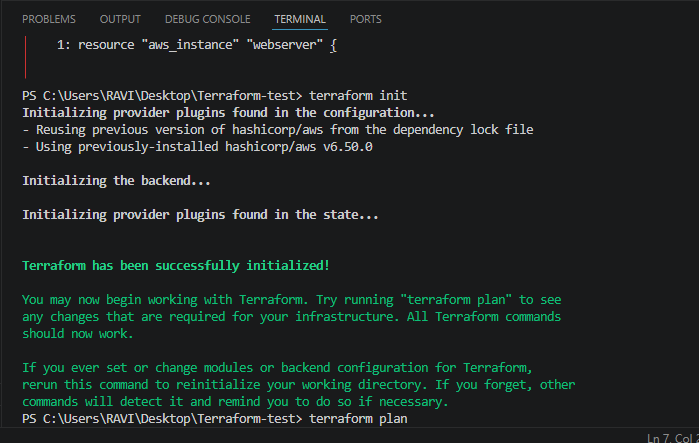 PROBLEMS OUTPUT DEBUG CONSOLE TERMINAL PORTS
1: resource "aws_instance" "webserver" {
PS C:\Users\RAVI\Desktop\Terraform-test> terraform init
Initializing provider plugins found in the configuration...
- Reusing previous version of hashicorp/aws from the dependency lock file
- Using previously-installed hashicorp/aws v6.50.0
Initializing the backend...
Initializing provider plugins found in the state...
Terraform has been successfully initialized!
You may now begin working with Terraform. Try running "terraform plan" to see
any changes that are required for your infrastructure. All Terraform commands
should now work.
If you ever set or change modules or backend configuration for Terraform,
rerun this command to reinitialize your working directory. If you forget, other
commands will detect it and remind you to do so if necessary.
PS C:\Users\RAVI\Desktop\Terraform-test> terraform plan
Ln 7, Col